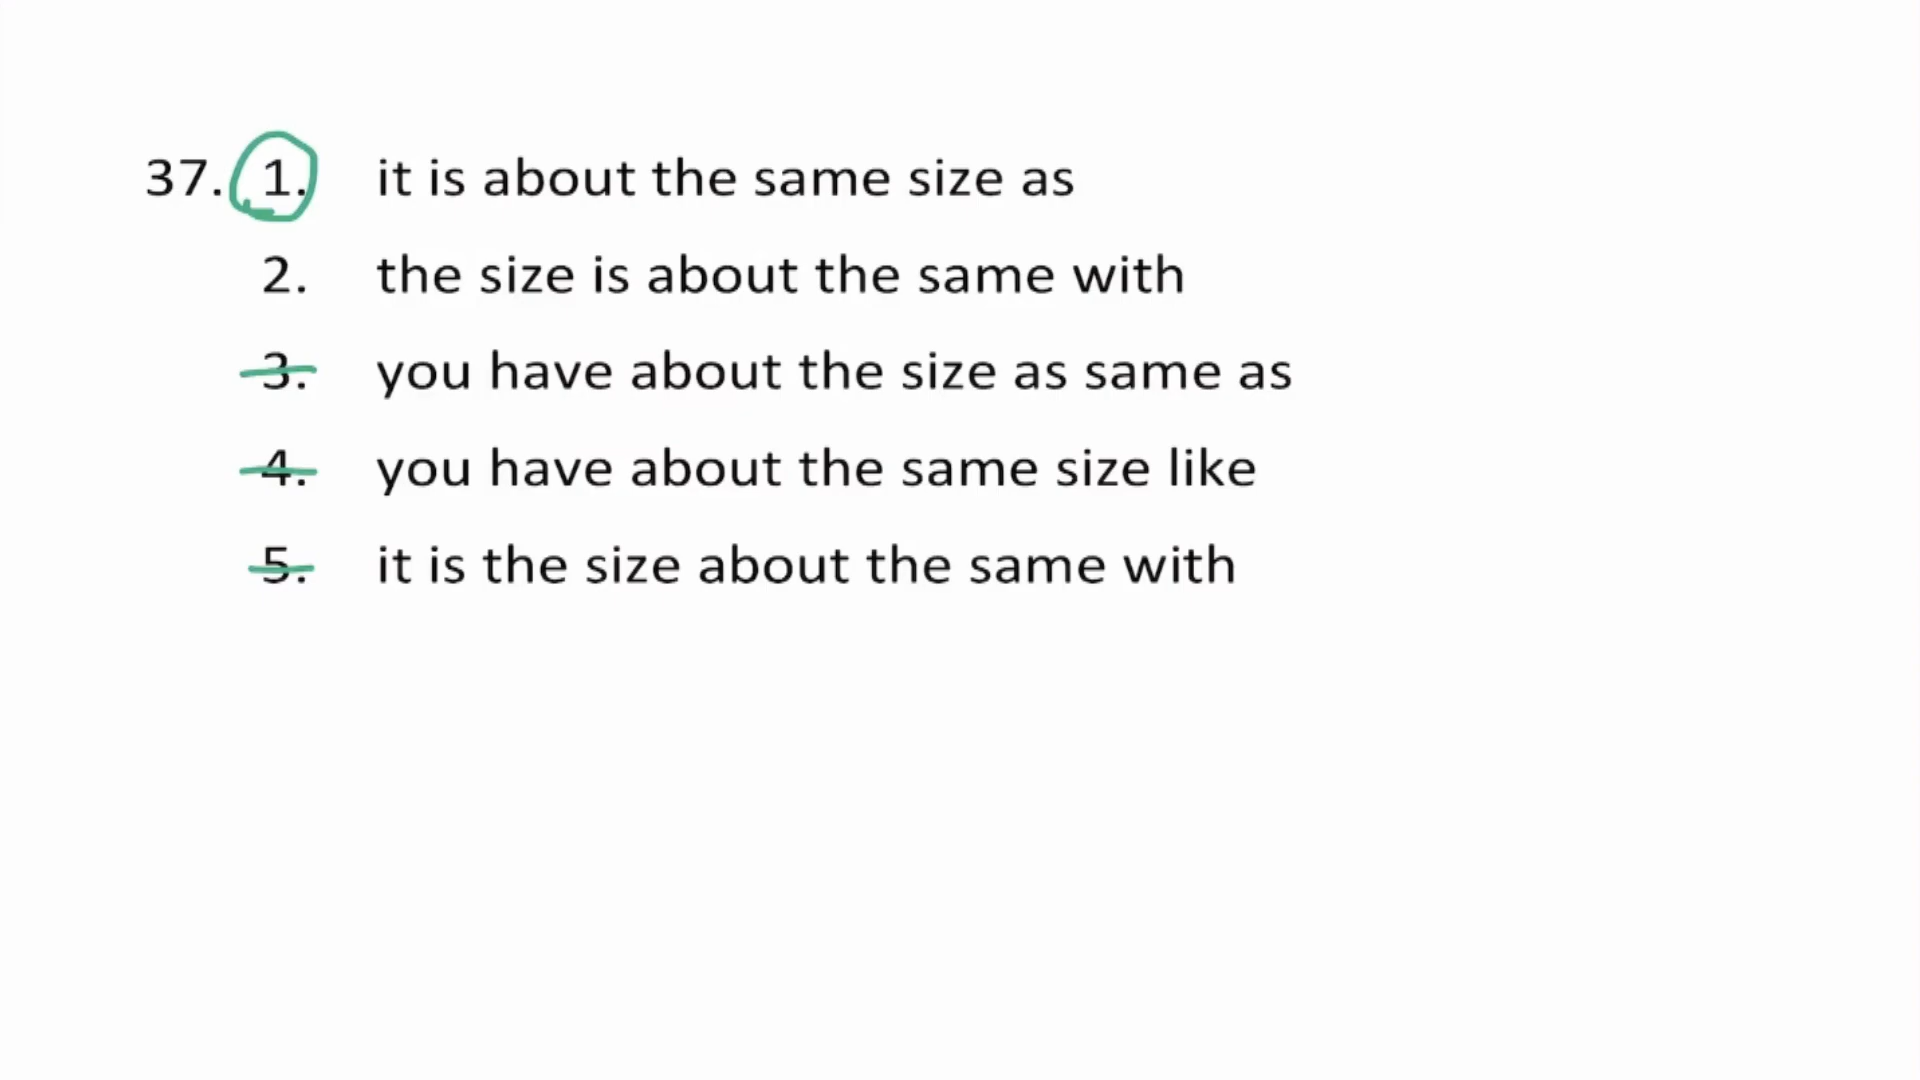 37. 1. it is about the same size as
2. the size is about the same with
3. you have about the size as same as
4. you have about the same size like
5. it is the size about the same with